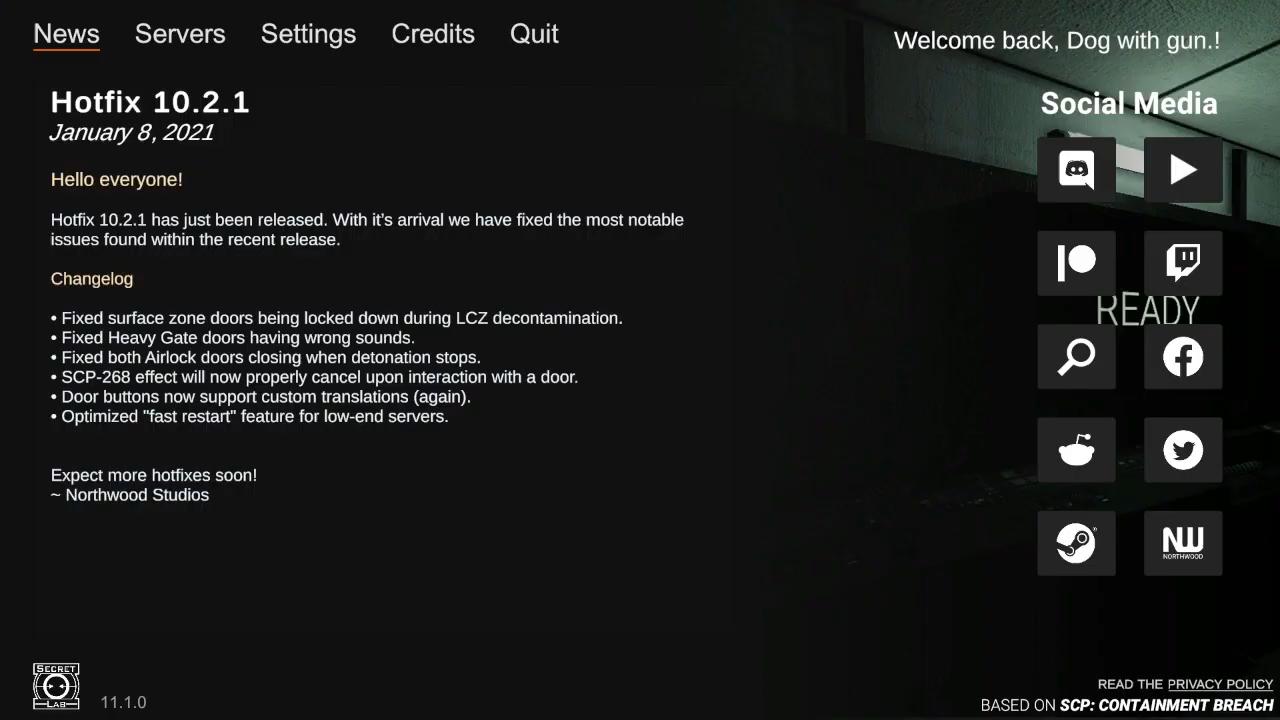 News Servers Settings Credits Quit
Welcome back, Dog with gun.!
Hotfix 10.2.1
January 8, 2021
Hello everyone!
Hotfix 10.2.1 has just been released. With it's arrival we have fixed the most notable
issues found within the recent release.
Changelog
• Fixed surface zone doors being locked down during LCZ decontamination.
• Fixed Heavy Gate doors having wrong sounds.
• Fixed both Airlock doors closing when detonation stops.
• SCP-268 effect will now properly cancel upon interaction with a door.
• Door buttons now support custom translations (again).
• Optimized "fast restart" feature for low-end servers.
Expect more hotfixes soon!
~ Northwood Studios
Social Media
READY
NW
NORTHWOOD
SECRET
LAB
11.1.0
READ THE PRIVACY POLICY
BASED ON SCP: CONTAINMENT BREACH